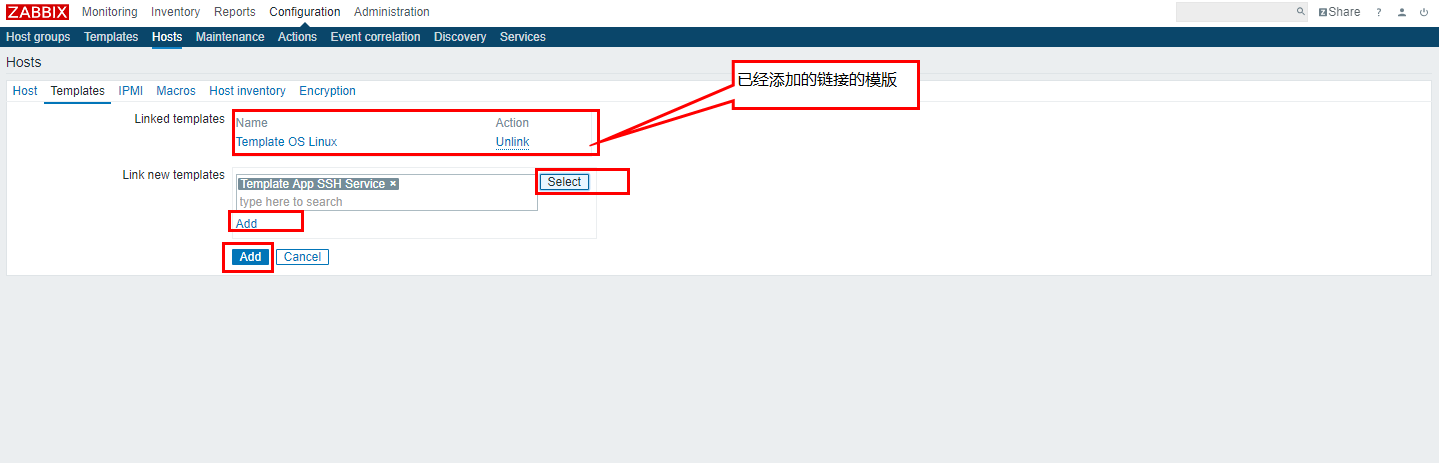 ZABBIX Monitoring Inventory Reports Configuration Administration Z Share ?
Host groups Templates Hosts Maintenance Actions Event correlation Discovery Services
Hosts
已经添加的链接的模版
Host Templates IPMI Macros Host inventory Encryption
Linked templates Name Action
Template OS Linux Unlink
Link new templates Template App SSH Service × Select
type here to search
Add
Add Cancel